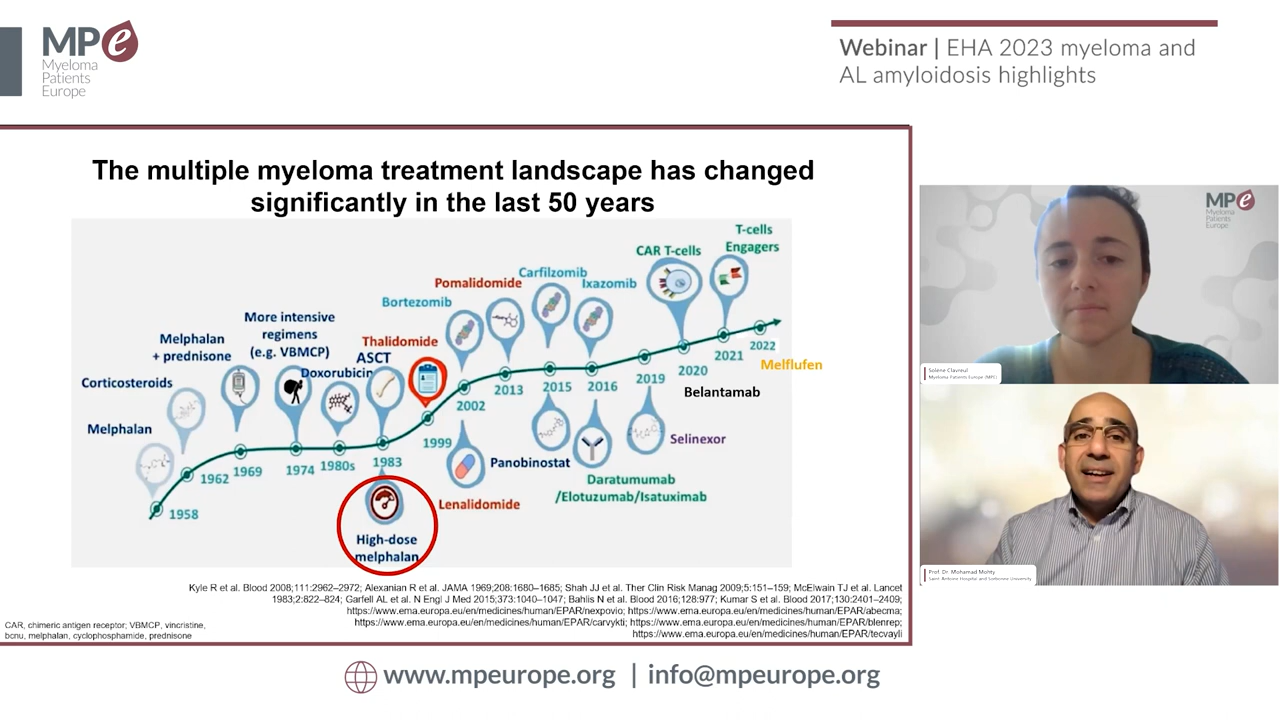 MPe
Myeloma
Patients
Europe
Webinar | EHA 2023 myeloma and
AL amyloidosis highlights
The multiple myeloma treatment landscape has changed
significantly in the last 50 years
T-cells
Engagers
CAR T-cells
Carfilzomib
Pomalidomide
Ixazomib
Bortezomib
More intensive
regimens
(e.g. VBMCP)
Melphalan
+ prednisone
Thalidomide
ASCT
Doxorubicin
Corticosteroids
Melphalan
1958
1962
1969
1974
1980s
1983
1999
2002
2013
2015
2016
2019
2020
2021
2022
Melflufen
Belantamab
Selinexor
Panobinostat
Daratumumab
/Elotuzumab/Isatuximab
Lenalidomide
High-dose
melphalan
Kyle R et al. Blood 2008;111:2962–2972; Alexanian R et al. JAMA 1969;208:1680–1685; Shah JJ et al. Ther Clin Risk Manag 2009;5:151–159; McElwain TJ et al. Lancet
1983;2:822–824; Garfell AL et al. N Engl J Med 2015;373:1040–1047; Bahlis N et al. Blood 2016;128:977; Kumar S et al. Blood 2017;130:2401–2409;
https://www.ema.europa.eu/en/medicines/human/EPAR/nexpovio; https://www.ema.europa.eu/en/medicines/human/EPAR/abecma;
https://www.ema.europa.eu/en/medicines/human/EPAR/carvykti; https://www.ema.europa.eu/en/medicines/human/EPAR/blenrep;
https://www.ema.europa.eu/en/medicines/human/EPAR/tecvayli
CAR, chimeric antigen receptor; VBMCP, vincristine,
bcnu, melphalan, cyclophosphamide, prednisone
MPe
Myeloma
Patients
Europe
Solène Clavreul
Myeloma Patients Europe (MPE)
Prof. Dr. Mohamad Mohty
Saint Antoine Hospital and Sorbonne University
www.mpeurope.org | info@mpeurope.org